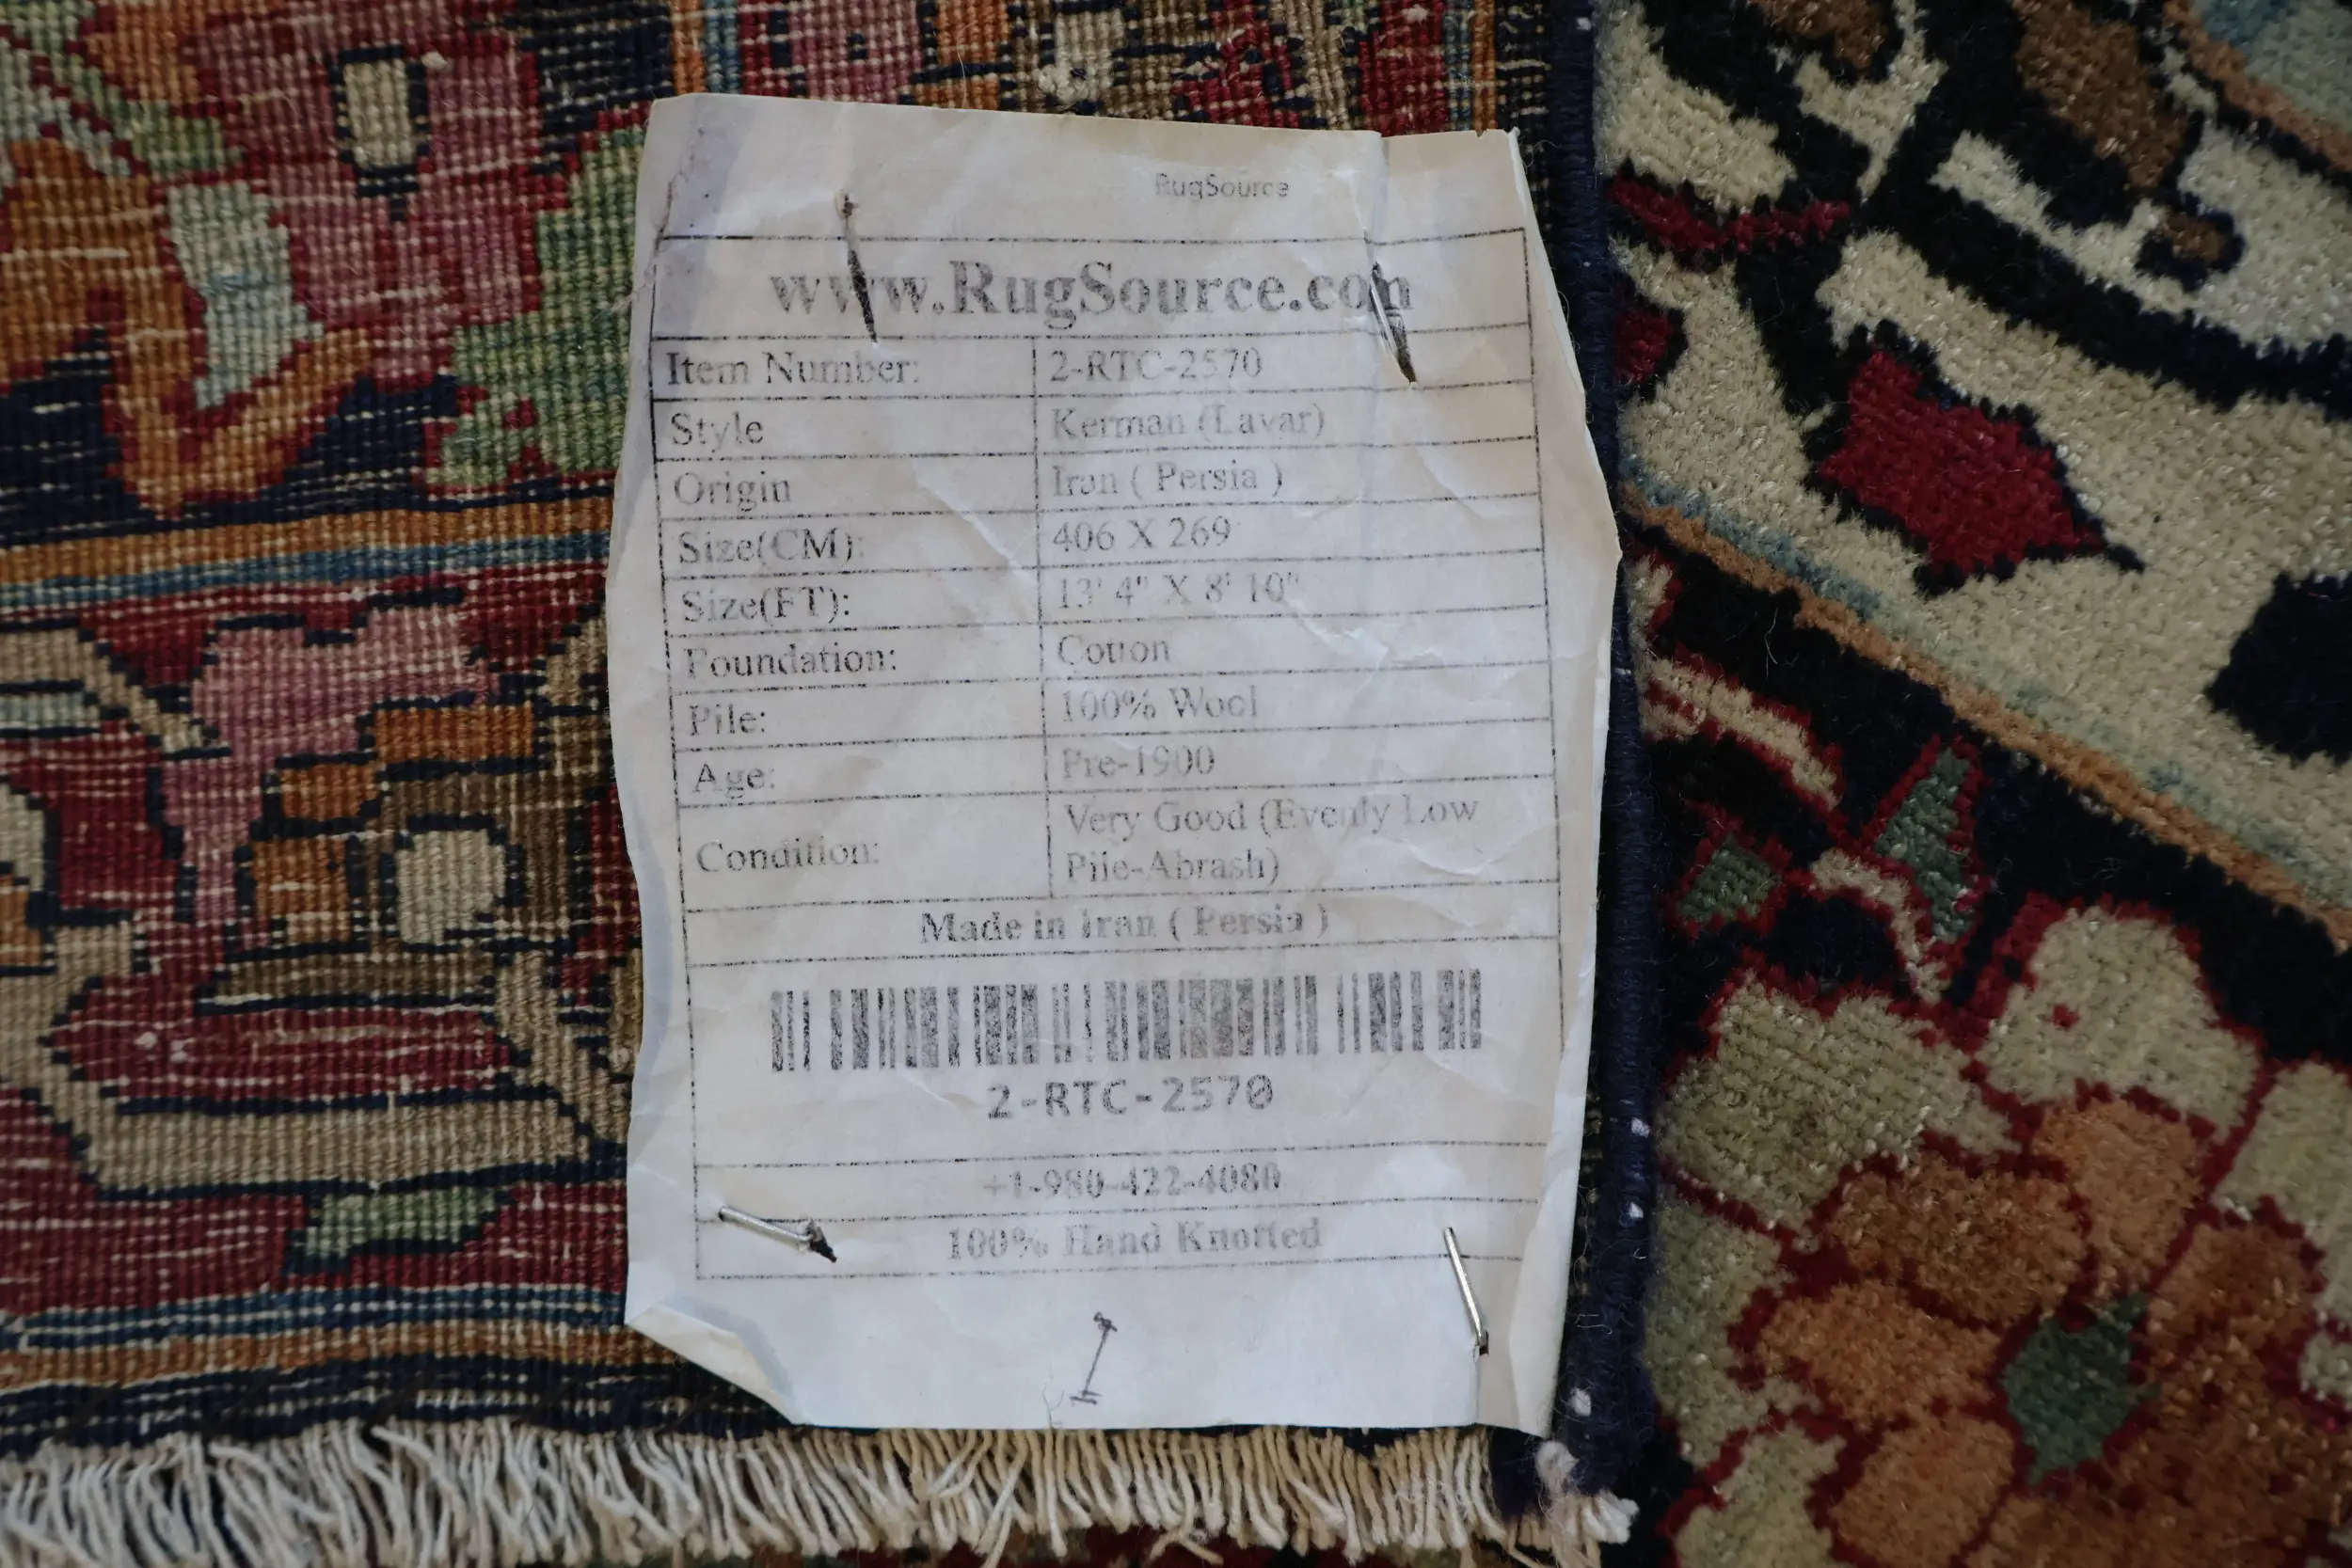 RugSource
www.RugSource.com
Item Number: 2-RTC-2570
Style Kerman (Lavar)
Origin Iran ( Persia )
Size(CM): 406 X 269
Size(FT): 13' 4" X 8' 10"
Foundation: Cotton
Pile: 100% Wool
Age: Pre-1900
Condition: Very Good (Evenly Low
Pile-Abrash)
Made in Iran ( Persia )
2-RTC-2570
+1-980-422-4080
100% Hand Knotted
1